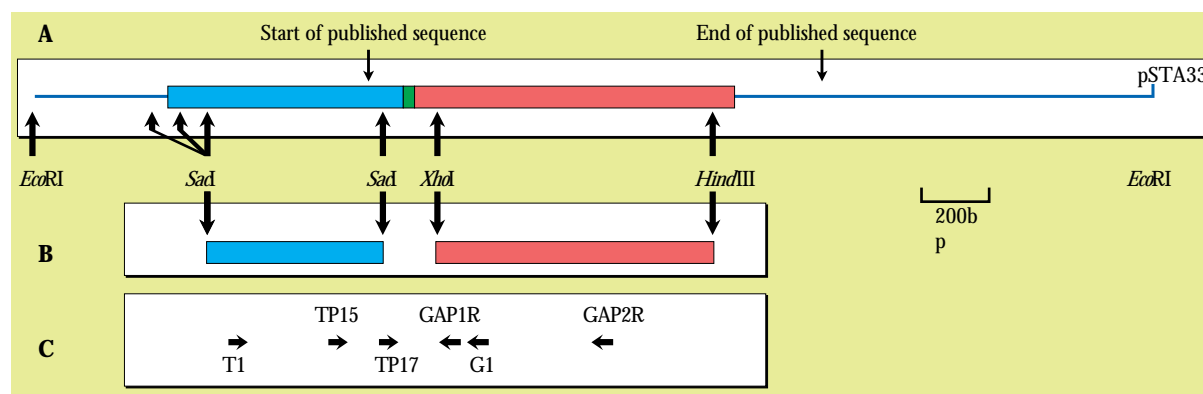 A
Start of published sequence
End of published sequence
pSTA33
EcoRI
SacI
SacI
XhoI
HindIII
EcoRI
200b
p
B
C
TP15
GAP1R
GAP2R
T1
TP17
G1